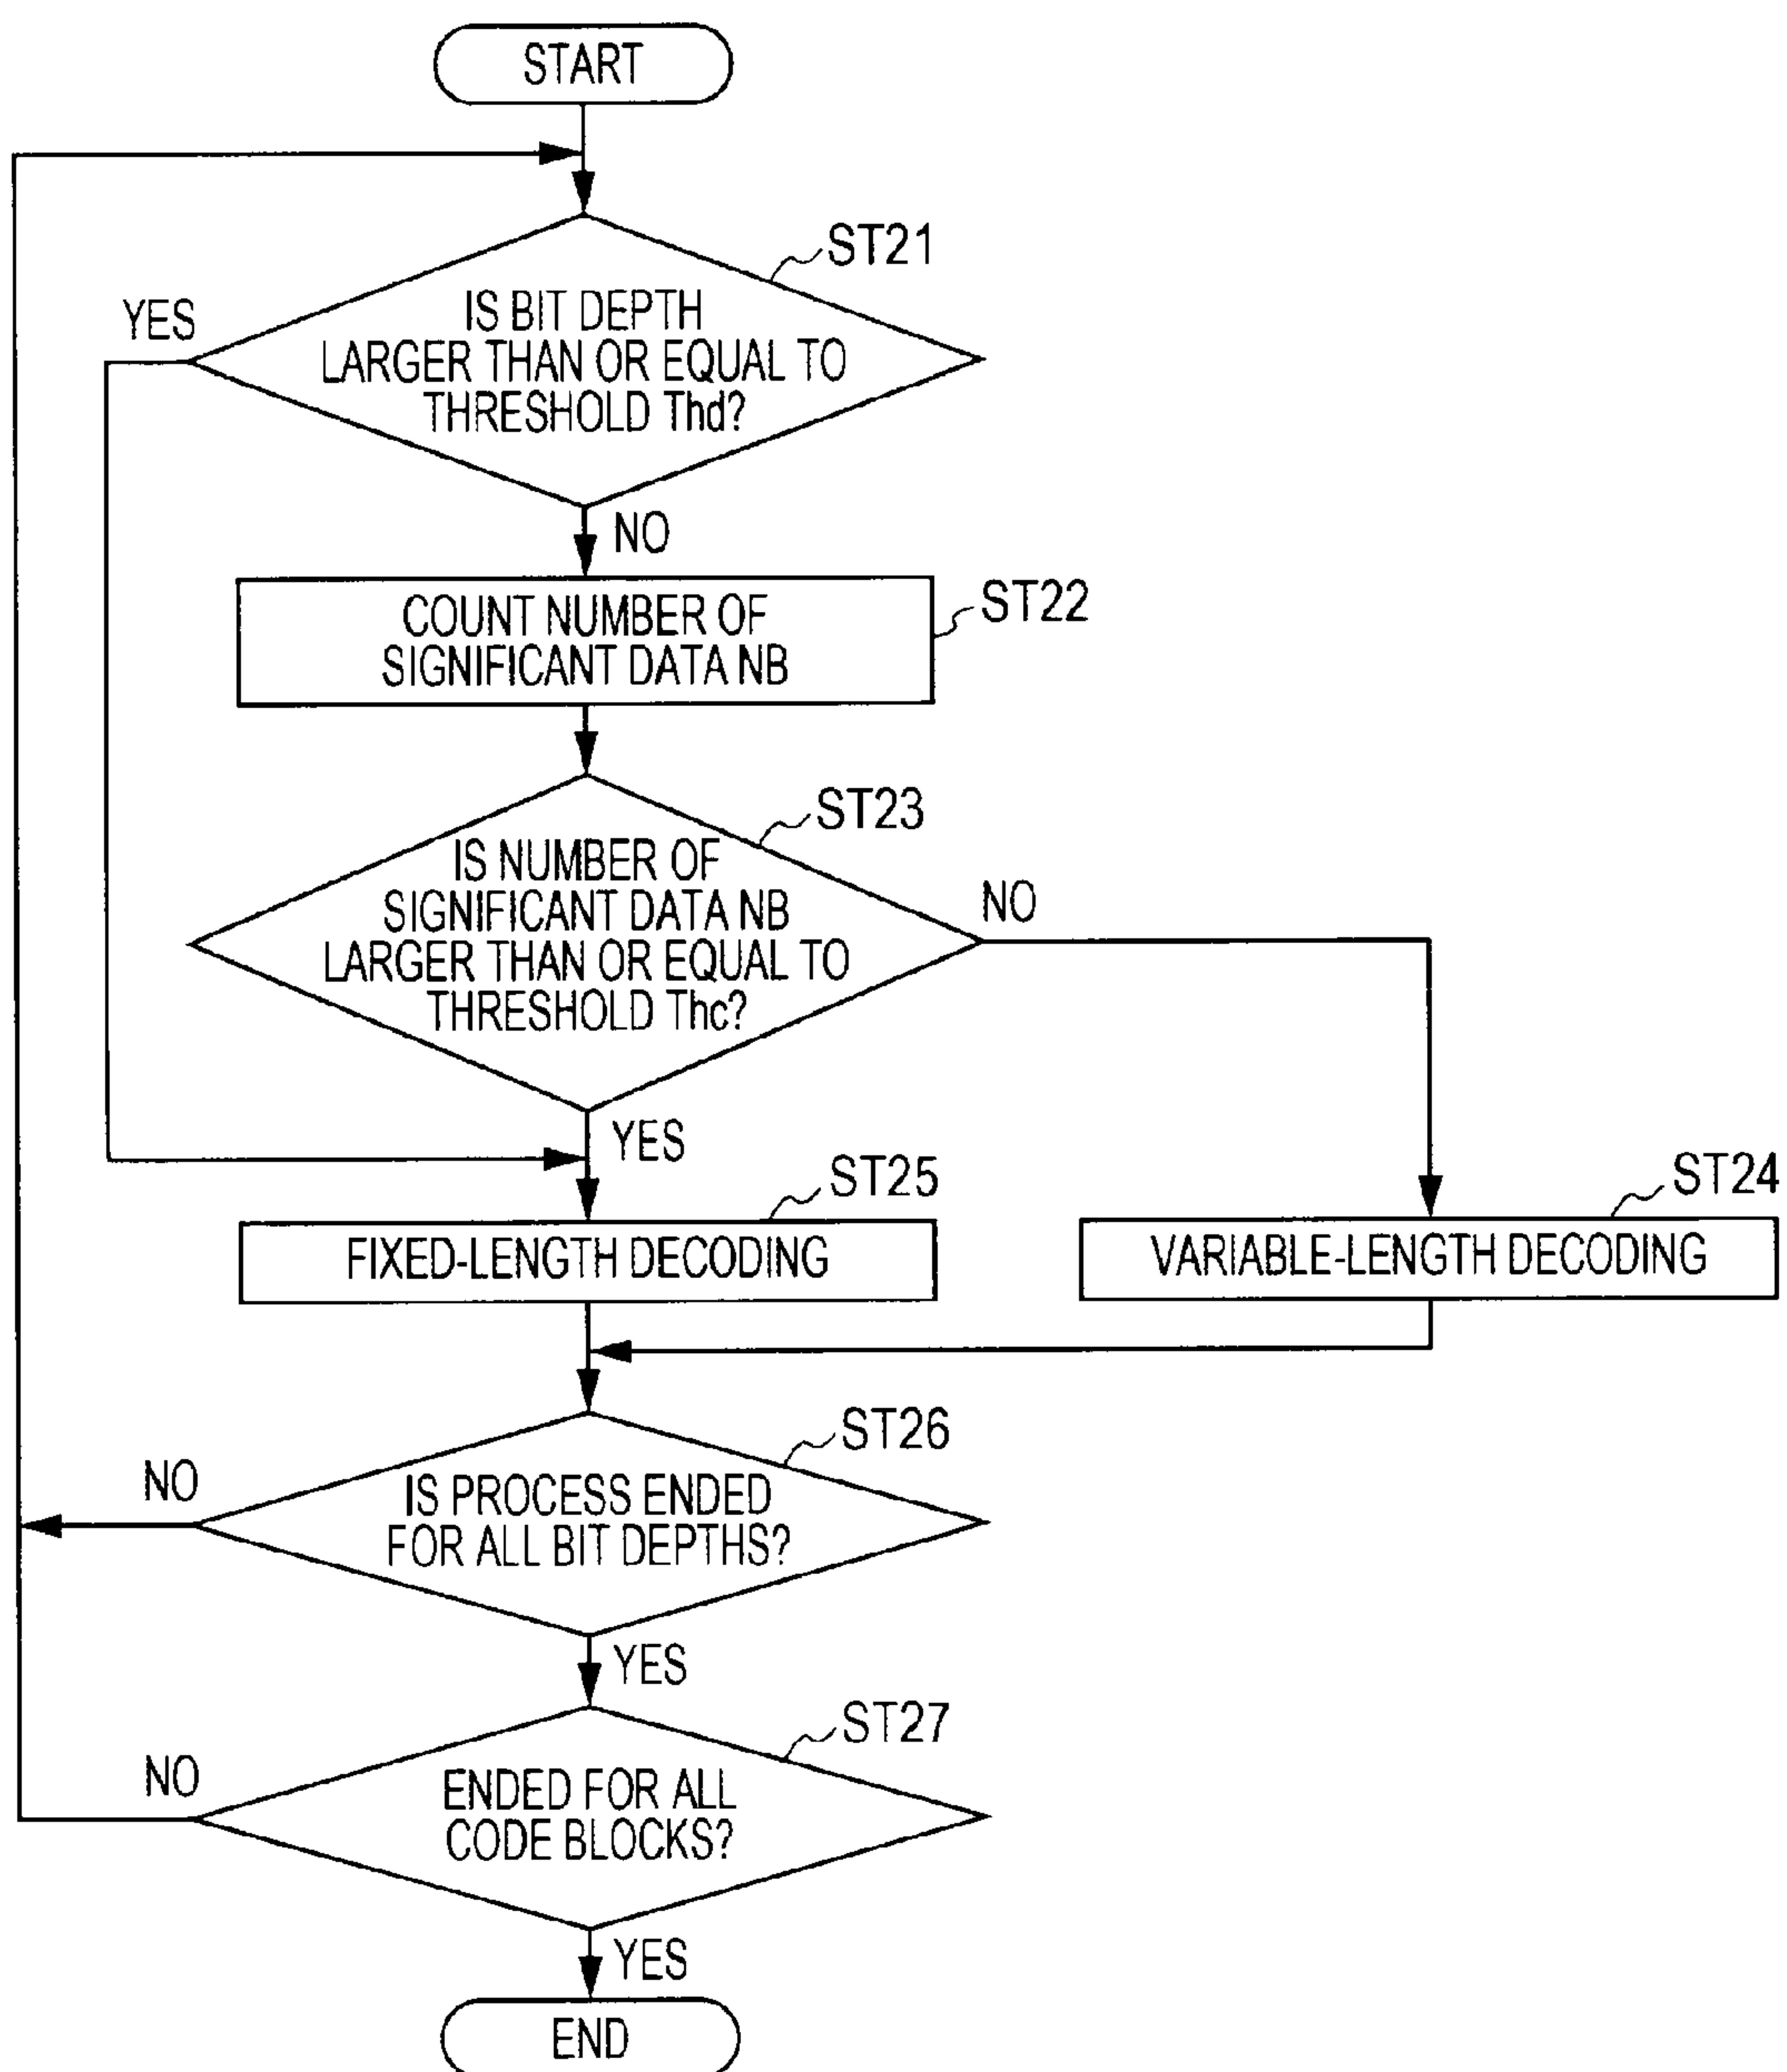 START
ST21
YES
IS BIT DEPTH
LARGER THAN OR EQUAL TO
THRESHOLD Thd?
NO
ST22
COUNT NUMBER OF
SIGNIFICANT DATA NB
ST23
IS NUMBER OF
SIGNIFICANT DATA NB
LARGER THAN OR EQUAL TO
THRESHOLD Thc?
NO
YES
ST25
ST24
FIXED-LENGTH DECODING
VARIABLE-LENGTH DECODING
ST26
NO
IS PROCESS ENDED
FOR ALL BIT DEPTHS?
YES
ST27
NO
ENDED FOR ALL
CODE BLOCKS?
YES
END